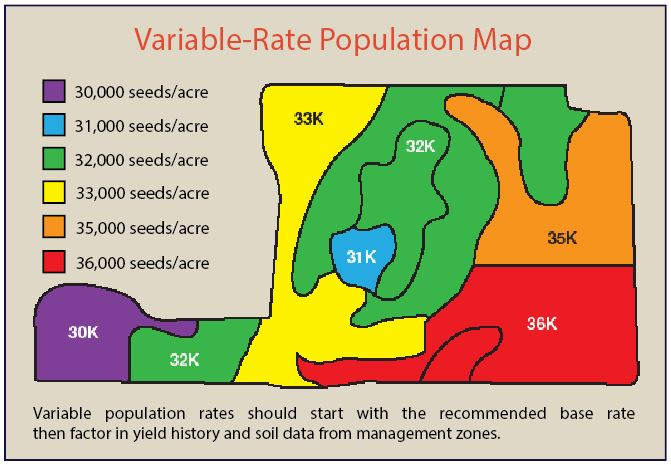 Variable-Rate Population Map
30,000 seeds/acre
31,000 seeds/acre
32,000 seeds/acre
33,000 seeds/acre
35,000 seeds/acre
36,000 seeds/acre
33K
32K
35K
31K
36K
30K
32K
Variable population rates should start with the recommended base rate
then factor in yield history and soil data from management zones.